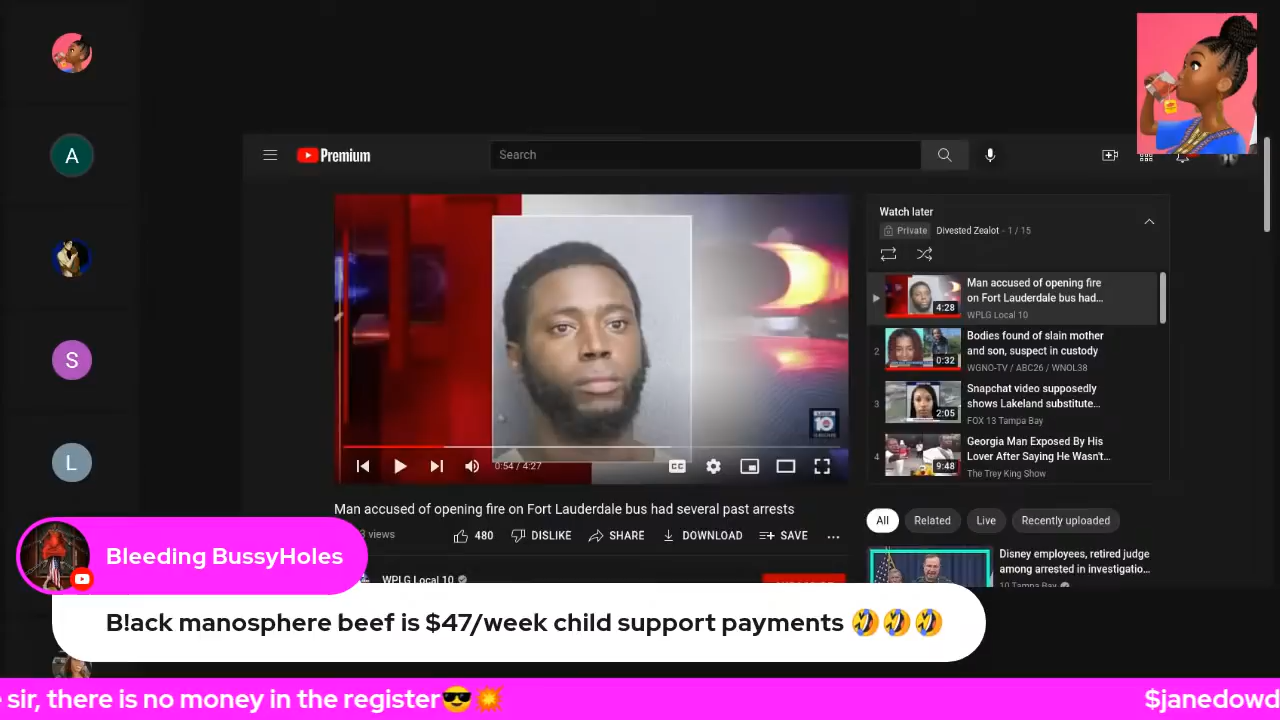 A
Premium
Search
Watch later
Private Divested Zealot - 1 / 15
Man accused of opening fire
on Fort Lauderdale bus had...
WPLG Local 10
4:28
2
Bodies found of slain mother
and son, suspect in custody
WGNO-TV / ABC26 / WNOL38
0:32
3
Snapchat video supposedly
shows Lakeland substitute...
FOX 13 Tampa Bay
2:05
4
Georgia Man Exposed By His
Lover After Saying He Wasn't...
The Trey King Show
9:48
S
L
10
0:54 / 4:27
CC
Man accused of opening fire on Fort Lauderdale bus had several past arrests
views
480 DISLIKE SHARE DOWNLOAD SAVE ...
All Related Live Recently uploaded
Disney employees, retired judge
among arrested in investigatio...
10 Tampa Bay
WPLG Local 10
Bleeding BussyHoles
B!ack manosphere beef is $47/week child support payments 🤣🤣🤣
sir, there is no money in the register😎💥
$janedowd